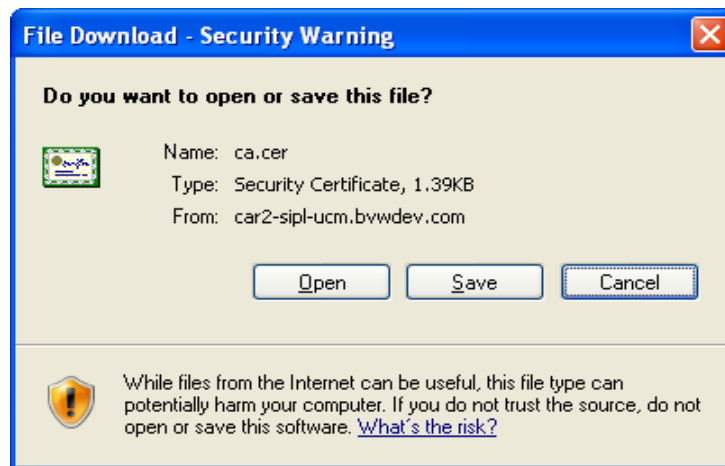 File Download - Security Warning
Do you want to open or save this file?
Name: ca.cer
Type: Security Certificate, 1.39KB
From: car2-sipl-ucm.bvwdev.com
Open Save Cancel
While files from the Internet can be useful, this file type can
potentially harm your computer. If you do not trust the source, do not
open or save this software. What's the risk?